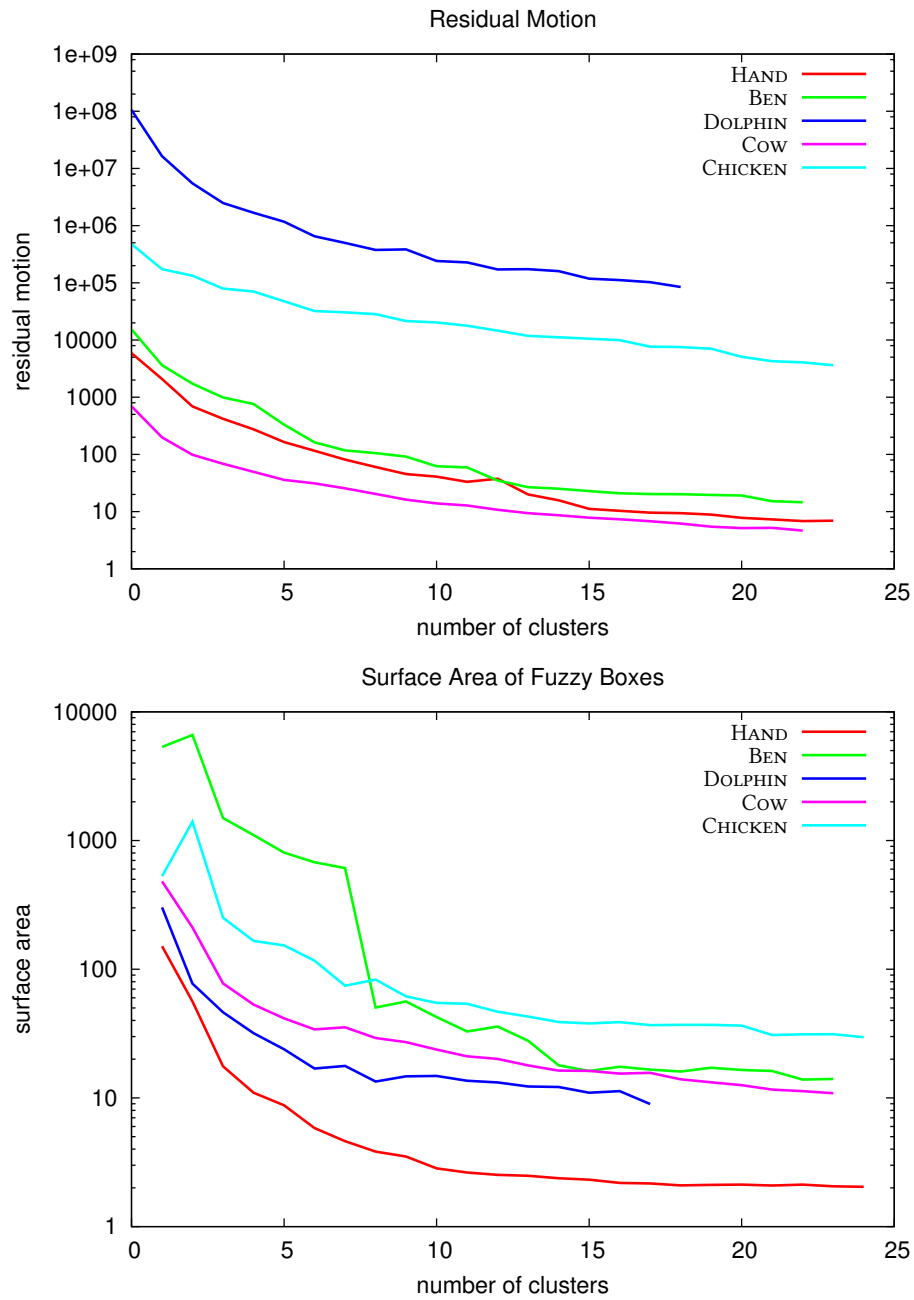 Residual Motion
1e+09
1e+08
1e+07
1e+06
1e+05
10000
1000
100
10
1
residual motion
HAND
BEN
DOLPHIN
COW
CHICKEN
0 5 10 15 20 25
number of clusters
Surface Area of Fuzzy Boxes
10000
1000
100
10
1
surface area
HAND
BEN
DOLPHIN
COW
CHICKEN
0 5 10 15 20 25
number of clusters